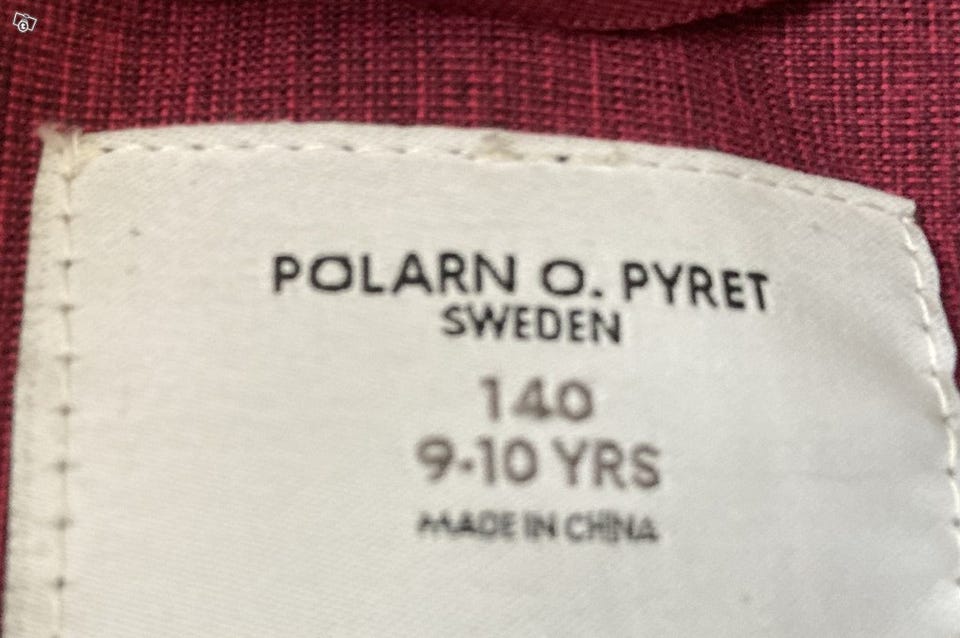 POLARN O. PYRET
SWEDEN
140
9-10 YRS
MADE IN CHINA